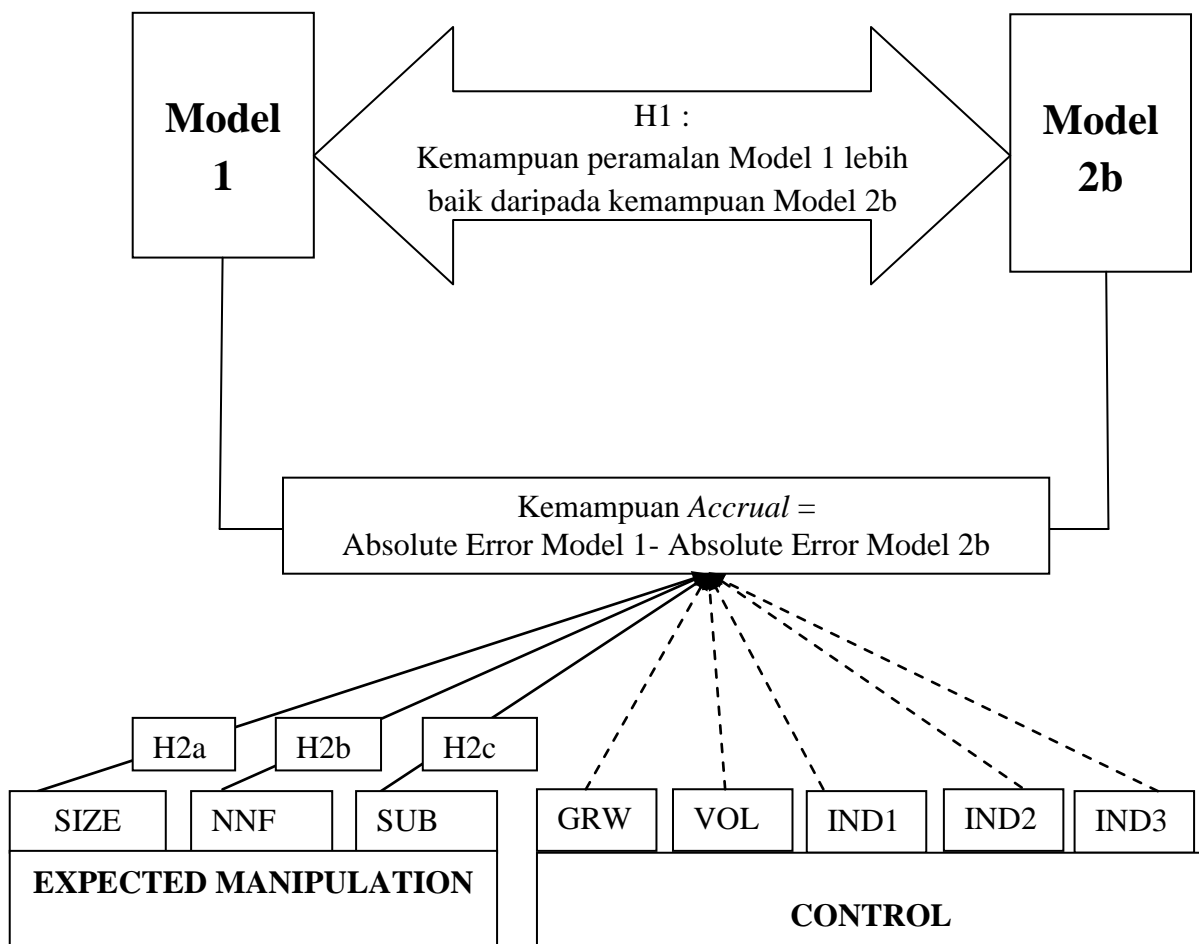 Model
1
H1 :
Kemampuan peramalan Model 1 lebih
baik daripada kemampuan Model 2b
Model
2b
Kemampuan Accrual =
Absolute Error Model 1- Absolute Error Model 2b
H2a
H2b
H2c
SIZE
NNF
SUB
GRW
VOL
IND1
IND2
IND3
EXPECTED MANIPULATION
CONTROL